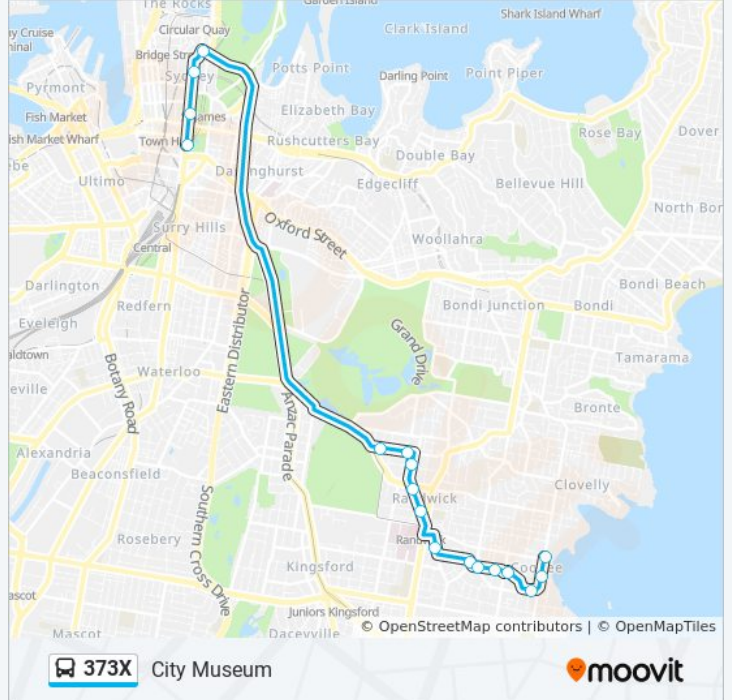 The Rocks
Garden Island
Shark Island Wharf
Circular Quay
Clark Island
Bridge Str
Sydney
Potts Point
Darling Point
Point Piper
Pyrmont
Elizabeth Bay
Fish Market
James
Rose Bay
Dover
Fish Market Wharf
Town Hall
Rushcutters Bay
Double Bay
Darlinghurst
Ultimo
Edgecliff
Bellevue Hill
North Bon
Surry Hills
Oxford Street
Woollahra
Central
Darlington
Bondi Beach
Redfern
Bondi Junction
Bondi
Eveleigh
Grand Drive
Eastern Distributor
Tamarama
Botany Road
Waterloo
Anzac Parade
Bronte
Alexandria
Beaconsfield
Clovelly
Randwick
Southern Cross Drive
Rosebery
Kingsford
Coogee
Juniors Kingsford
Mascot
Daceyville
© OpenStreetMap contributors | © OpenMapTiles
373X City Museum
moovit